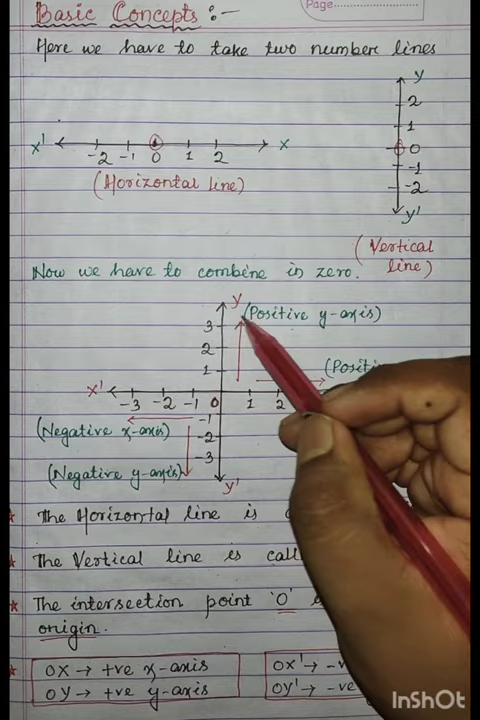 Page
Basic Concepts :-
Here we have to take two number lines
Y
2
1
0
-1
-2
Y'
X' -2 -1 0 1 2 X
(Horizontal line)
(Vertical
line)
Now we have to combine in zero.
Y
(Positive y-axis)
3
2
1
X' -3 -2 -1 0 1 2
-1
-2
-3
Y'
(Negative x-axis)
(Negative y-axis)
* The Horizontal line is
* The Vertical line is call
* The intersection point 'O'
origin.
* OX → +ve x-axis
OY → +ve y-axis
OX' → -v
OY' → -ve
InShOt